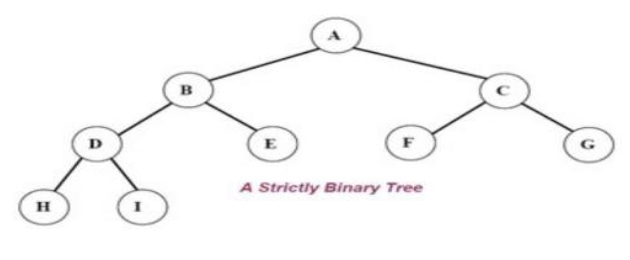 A
B C
D E F G
A Strictly Binary Tree
H I